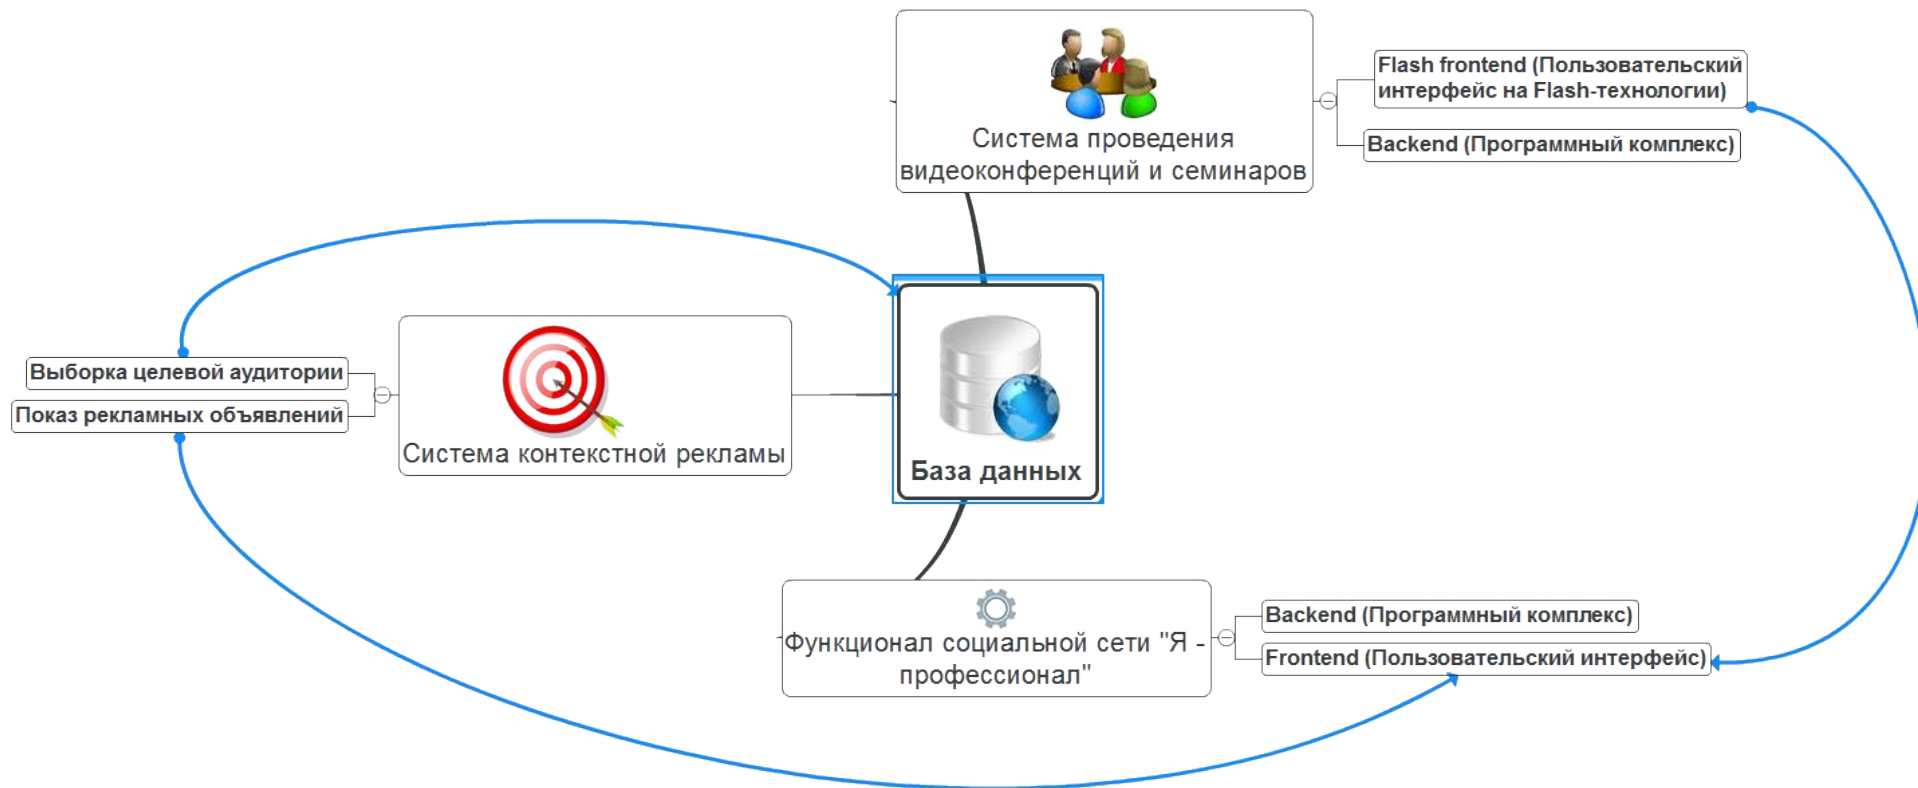 Система проведения
видеоконференций и семинаров
Flash frontend (Пользовательский
интерфейс на Flash-технологии)
Backend (Программный комплекс)
Выборка целевой аудитории
Показ рекламных объявлений
Система контекстной рекламы
База данных
Функционал социальной сети "Я -
профессионал"
Backend (Программный комплекс)
Frontend (Пользовательский интерфейс)